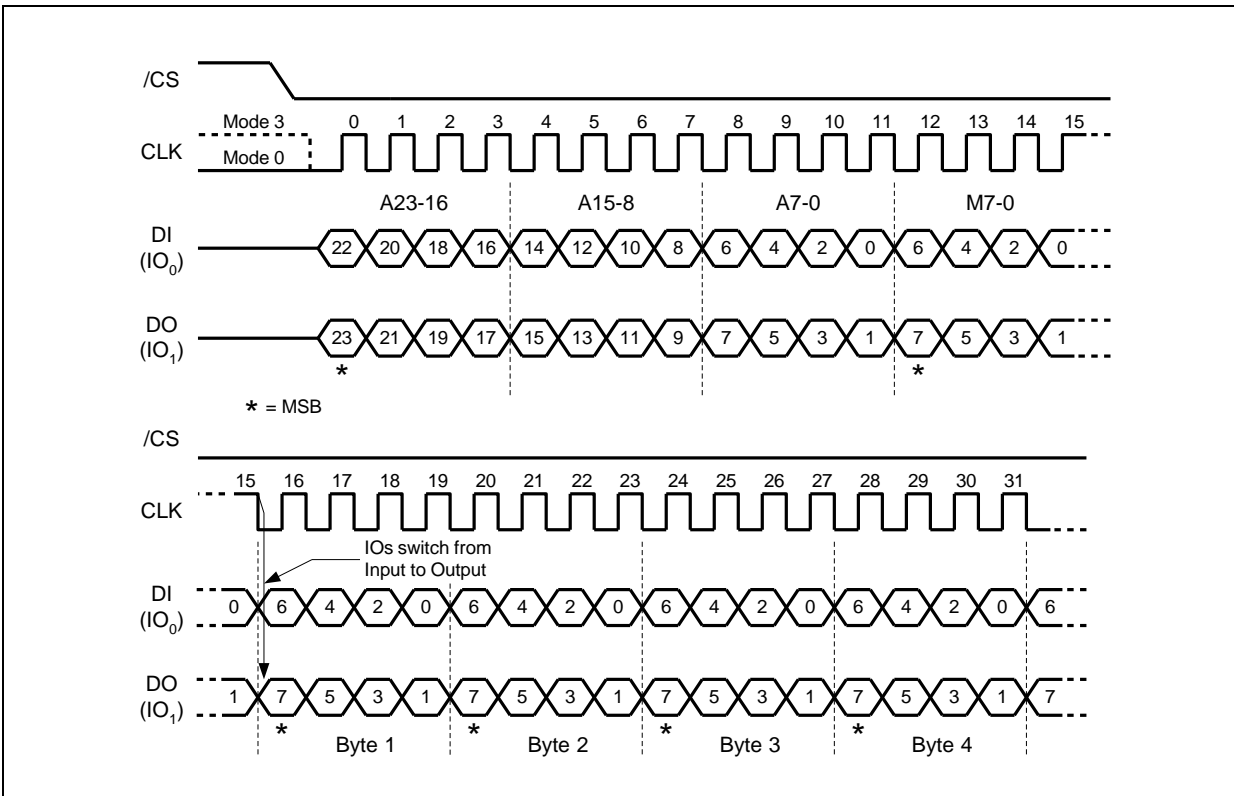 /CS
Mode 3
0 1 2 3 4 5 6 7 8 9 10 11 12 13 14 15
CLK
Mode 0
A23-16 A15-8 A7-0 M7-0
DI
(IO0)
22 20 18 16 14 12 10 8 6 4 2 0 6 4 2 0
DO
(IO1)
23 21 19 17 15 13 11 9 7 5 3 1 7 5 3 1
* *
* = MSB
/CS
15 16 17 18 19 20 21 22 23 24 25 26 27 28 29 30 31
CLK
IOs switch from
Input to Output
DI
(IO0)
0 6 4 2 0 6 4 2 0 6 4 2 0 6 4 2 0 6
DO
(IO1)
1 7 5 3 1 7 5 3 1 7 5 3 1 7 5 3 1 7
* * * *
Byte 1 Byte 2 Byte 3 Byte 4